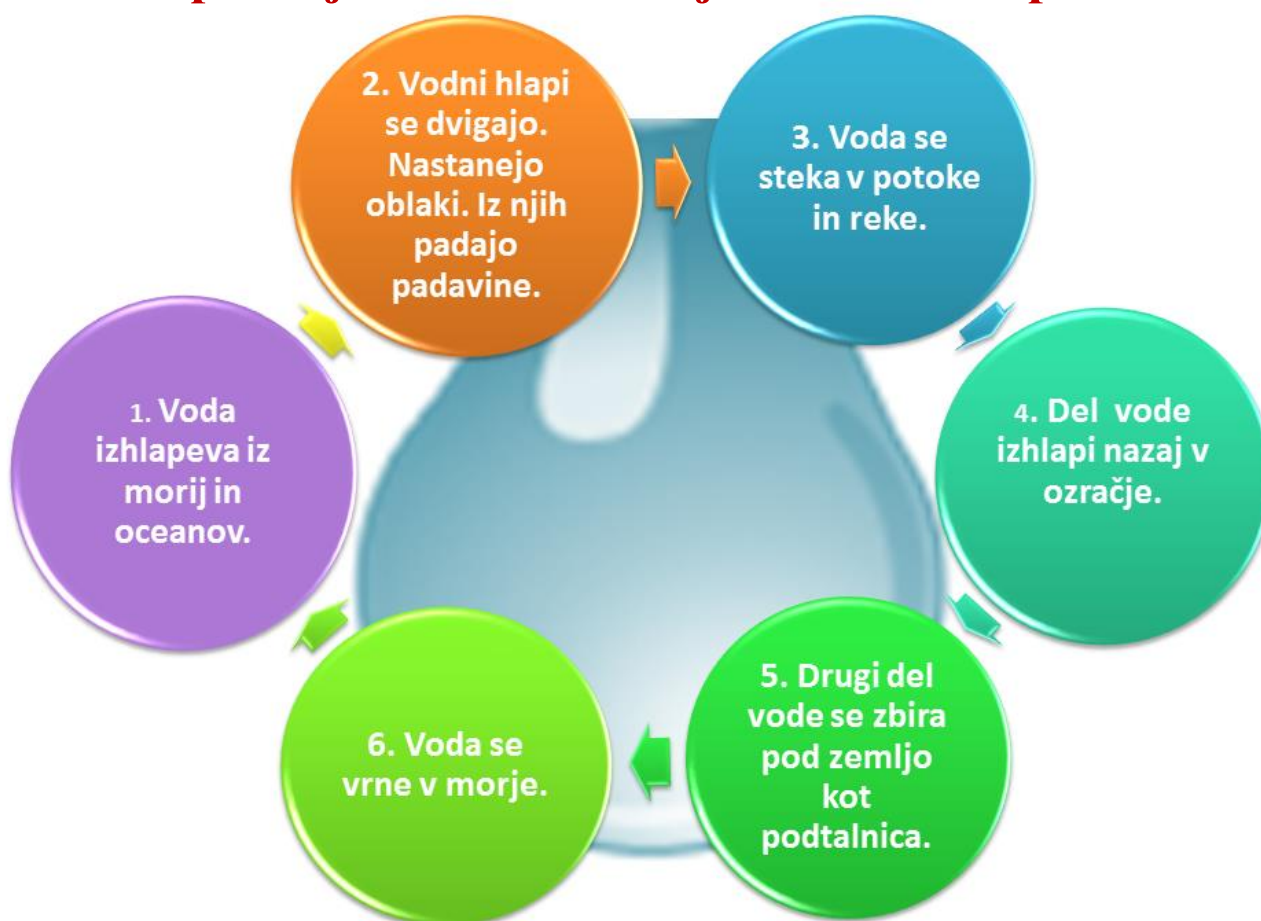 2. Vodni hlapi
se dvigajo.
Nastanejo
oblaki. Iz njih
padajo
padavine.
3. Voda se
steka v potoke
in reke.
4. Del vode
izhlapi nazaj v
ozračje.
5. Drugi del
vode se zbira
pod zemljo
kot
podtalnica.
6. Voda se
vrne v morje.
1. Voda
izhlapeva iz
morij in
oceanov.